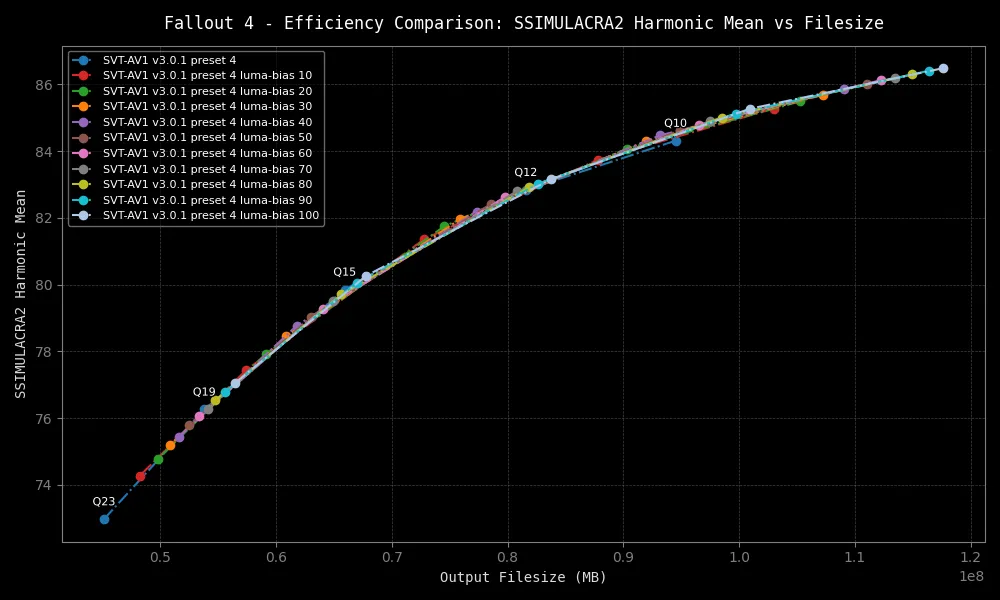 Fallout 4 - Efficiency Comparison: SSIMULACRA2 Harmonic Mean vs Filesize
SVT-AV1 v3.0.1 preset 4
SVT-AV1 v3.0.1 preset 4 luma-bias 10
SVT-AV1 v3.0.1 preset 4 luma-bias 20
SVT-AV1 v3.0.1 preset 4 luma-bias 30
SVT-AV1 v3.0.1 preset 4 luma-bias 40
SVT-AV1 v3.0.1 preset 4 luma-bias 50
SVT-AV1 v3.0.1 preset 4 luma-bias 60
SVT-AV1 v3.0.1 preset 4 luma-bias 70
SVT-AV1 v3.0.1 preset 4 luma-bias 80
SVT-AV1 v3.0.1 preset 4 luma-bias 90
SVT-AV1 v3.0.1 preset 4 luma-bias 100
SSIMULACRA2 Harmonic Mean
86
84
82
80
78
76
74
Q10
Q12
Q15
Q19
Q23
0.5 0.6 0.7 0.8 0.9 1.0 1.1 1.2
1e8
Output Filesize (MB)